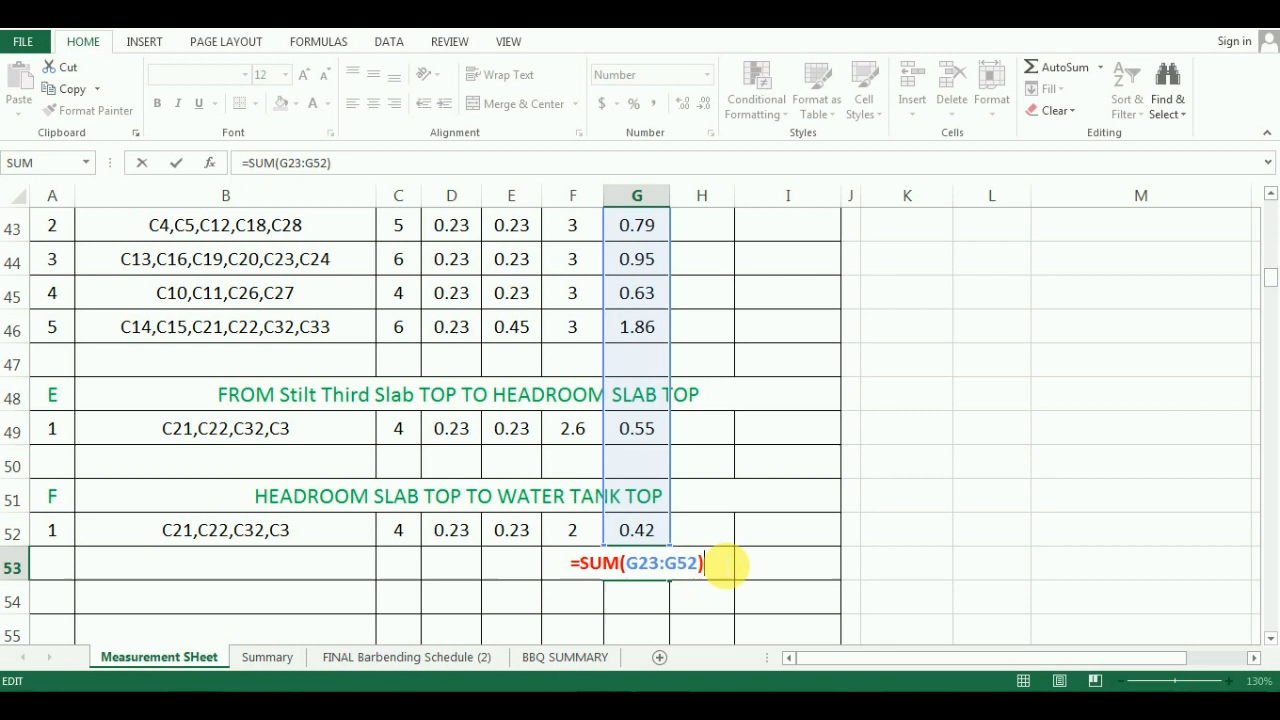 FILE HOME INSERT PAGE LAYOUT FORMULAS DATA REVIEW VIEW Sign in
Cut
Copy
Format Painter
Paste
Clipboard
12
Font
Wrap Text
Merge & Center
Alignment
Number
$ % ,
Number
Conditional Formatting
Format as Table
Cell Styles
Styles
Insert Delete Format
Cells
AutoSum
Fill
Clear
Sort & Filter
Find & Select
Editing
SUM fx =SUM(G23:G52)
A B C D E F G H I J K L M
43 2 C4,C5,C12,C18,C28 5 0.23 0.23 3 0.79
44 3 C13,C16,C19,C20,C23,C24 6 0.23 0.23 3 0.95
45 4 C10,C11,C26,C27 4 0.23 0.23 3 0.63
46 5 C14,C15,C21,C22,C32,C33 6 0.23 0.45 3 1.86
47
48 E FROM Stilt Third Slab TOP TO HEADROOM SLAB TOP
49 1 C21,C22,C32,C3 4 0.23 0.23 2.6 0.55
50
51 F HEADROOM SLAB TOP TO WATER TANK TOP
52 1 C21,C22,C32,C3 4 0.23 0.23 2 0.42
53 =SUM(G23:G52)
54
55
Measurement SHeet Summary FINAL Barbending Schedule (2) BBQ SUMMARY
EDIT 130%